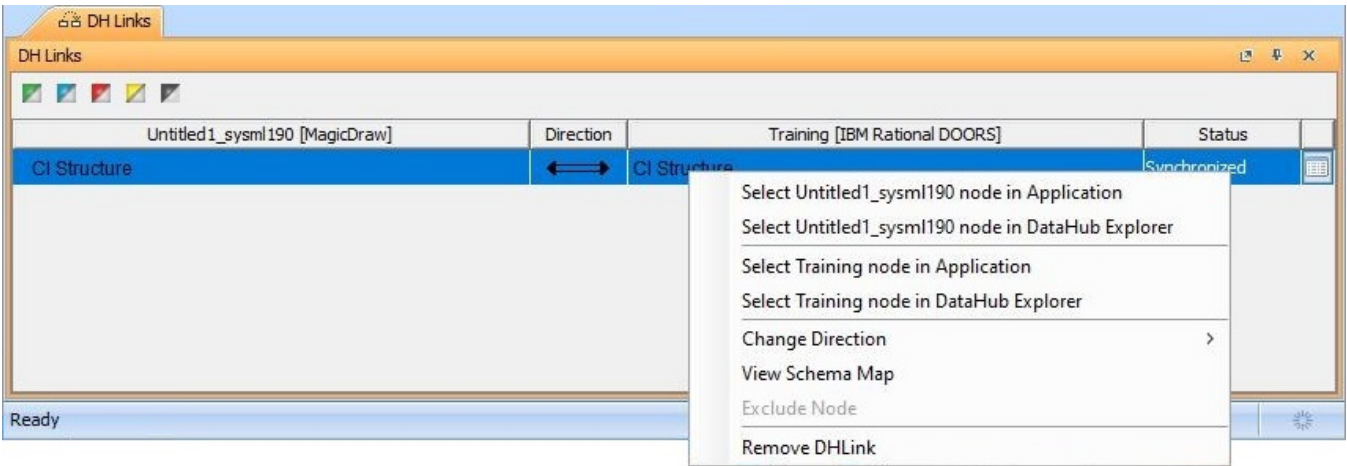 DH Links
DH Links
Untitled1_sysml190 [MagicDraw] Direction Training [IBM Rational DOORS] Status
CI Structure CI Structure Synchronized
Select Untitled1_sysml190 node in Application
Select Untitled1_sysml190 node in DataHub Explorer
Select Training node in Application
Select Training node in DataHub Explorer
Change Direction
View Schema Map
Exclude Node
Ready
Remove DHLink